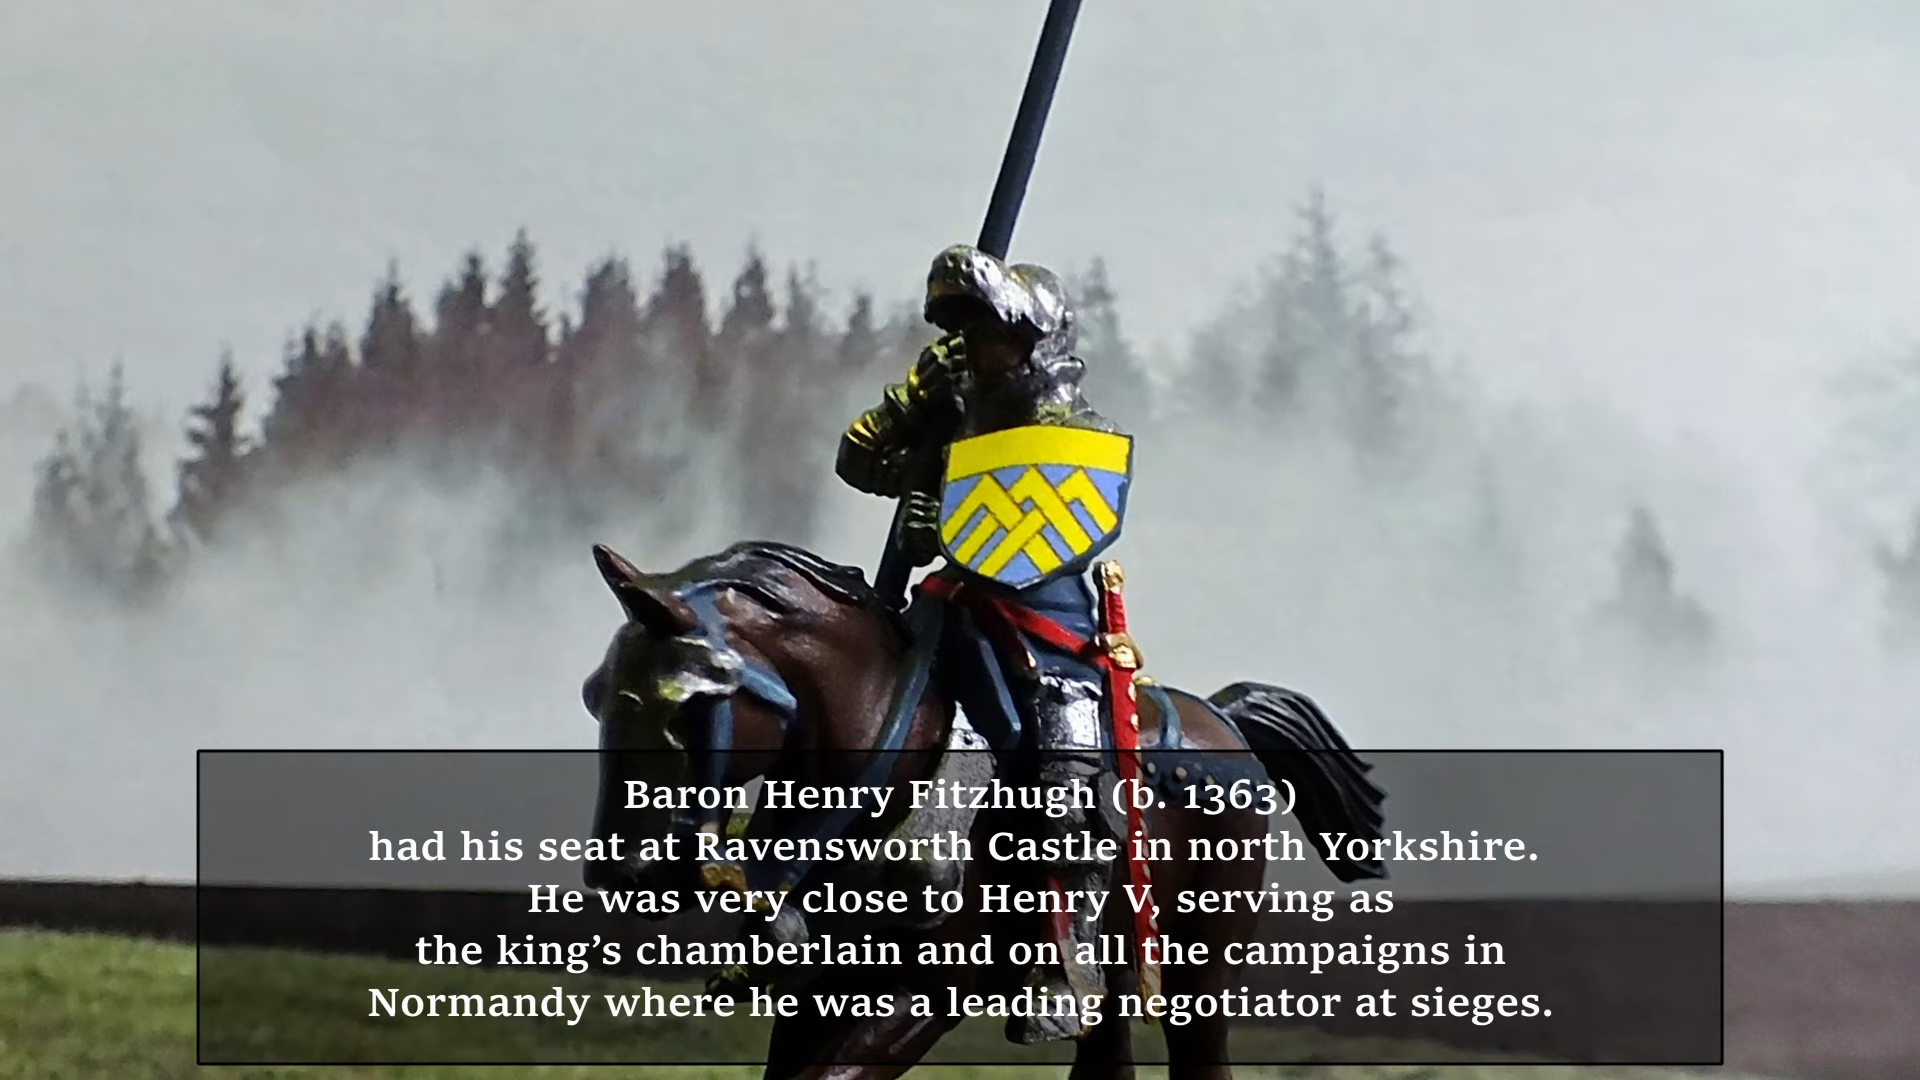 Baron Henry Fitzhugh (b. 1363)
had his seat at Ravensworth Castle in north Yorkshire.
He was very close to Henry V, serving as
the king’s chamberlain and on all the campaigns in
Normandy where he was a leading negotiator at sieges.